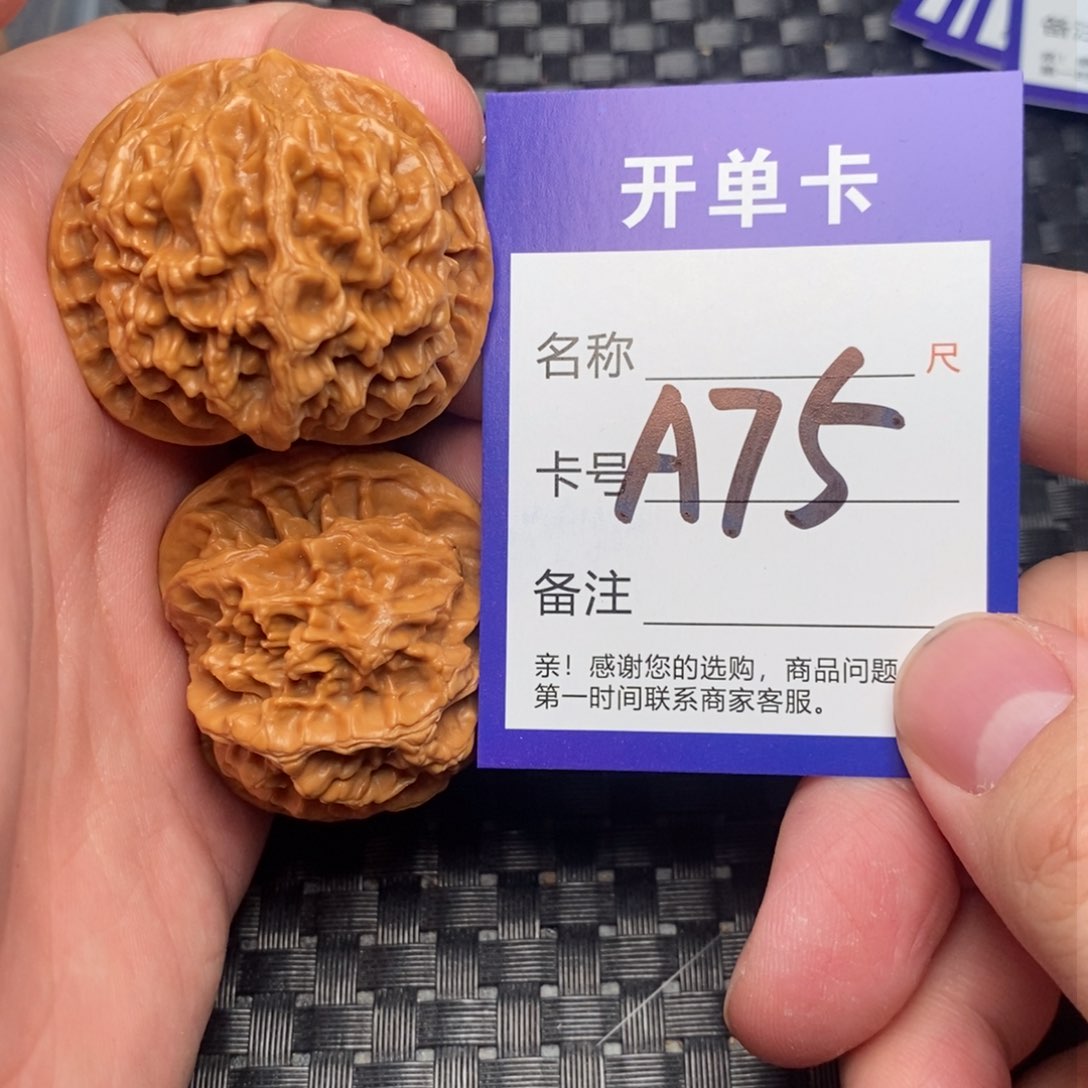 开单卡
名称 尺
卡号 A75
备注
亲！感谢您的选购，商品问题
第一时间联系商家客服。